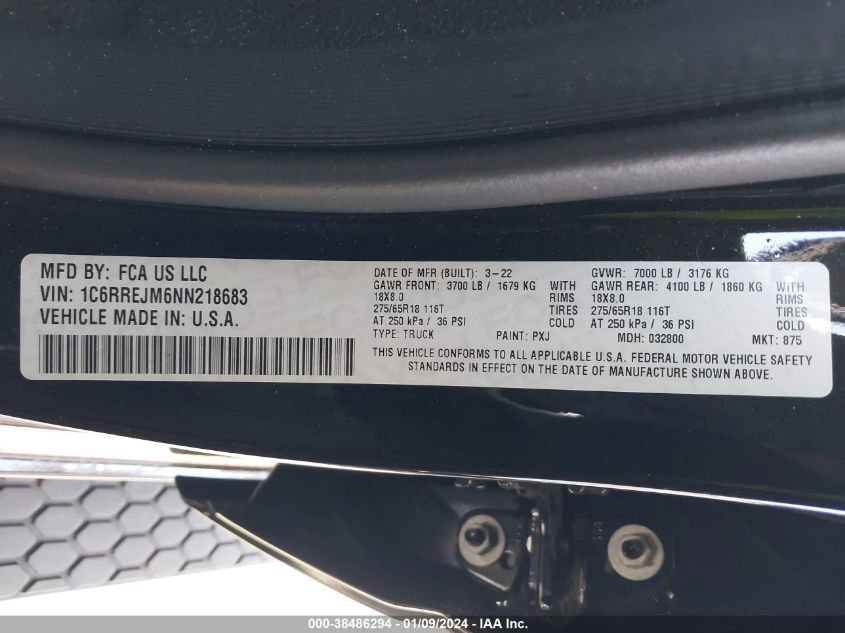 MFD BY: FCA US LLC
VIN: 1C6RREJM6NN218683
VEHICLE MADE IN: U.S.A.
DATE OF MFR (BUILT): 3-22 GVWR: 7000 LB / 3176 KG
GAWR FRONT: 3700 LB / 1679 KG WITH GAWR REAR: 4100 LB / 1860 KG WITH
18X8.0 RIMS 18X8.0 RIMS
275/65R18 116T TIRES 275/65R18 116T TIRES
AT 250 kPa / 36 PSI COLD AT 250 kPa / 36 PSI COLD
TYPE: TRUCK PAINT: PXJ MDH: 032800 MKT: 875
THIS VEHICLE CONFORMS TO ALL APPLICABLE U.S.A. FEDERAL MOTOR VEHICLE SAFETY
STANDARDS IN EFFECT ON THE DATE OF MANUFACTURE SHOWN ABOVE.
000-38486294 - 01/09/2024 - IAA Inc.